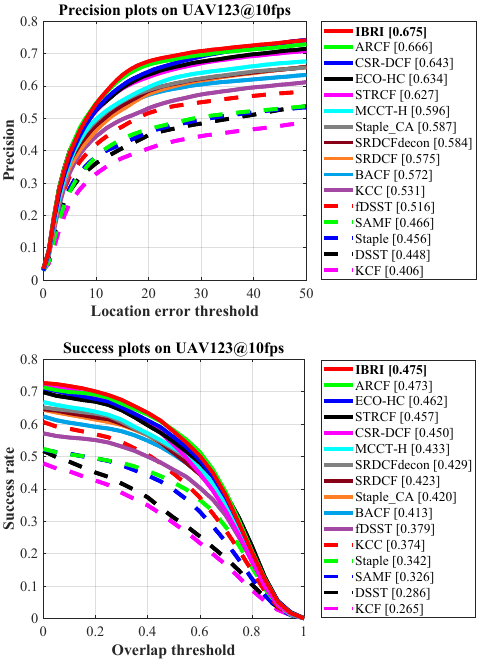 Precision plots on UAV123@10fps
0.8
0.7
0.6
0.5
0.4
0.3
0.2
0.1
0
0
10
20
30
40
50
Precision
Location error threshold
IBRI [0.675]
ARCF [0.666]
CSR-DCF [0.643]
ECO-HC [0.634]
STRCF [0.627]
MCCT-H [0.596]
Staple_CA [0.587]
SRDCFdecon [0.584]
SRDCF [0.575]
BACF [0.572]
KCC [0.531]
fDSST [0.516]
SAMF [0.466]
Staple [0.456]
DSST [0.448]
KCF [0.406]
Success plots on UAV123@10fps
0.8
0.7
0.6
0.5
0.4
0.3
0.2
0.1
0
0
0.2
0.4
0.6
0.8
1
Success rate
Overlap threshold
IBRI [0.475]
ARCF [0.473]
ECO-HC [0.462]
STRCF [0.457]
CSR-DCF [0.450]
MCCT-H [0.433]
SRDCFdecon [0.429]
SRDCF [0.423]
Staple_CA [0.420]
BACF [0.413]
fDSST [0.379]
KCC [0.374]
Staple [0.342]
SAMF [0.326]
DSST [0.286]
KCF [0.265]